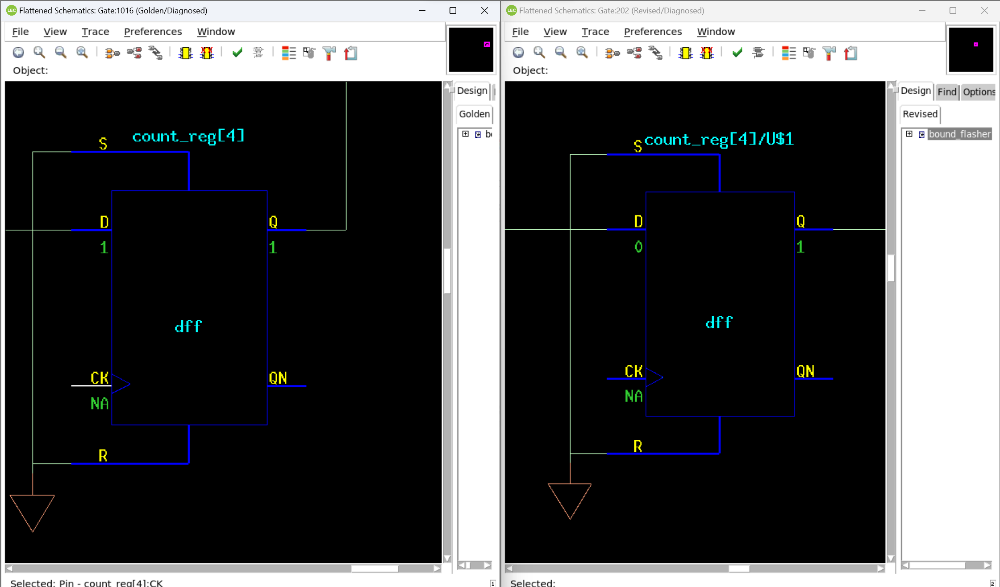 LEC Flattened Schematics: Gate:1016 (Golden/Diagnosed)
File View Trace Preferences Window
Object:
Design
Golden
S count_reg[4]
D Q
1 1
dff
CK QN
NA
R
Selected: Pin - count_reg[4]:CK
1
LEC Flattened Schematics: Gate:202 (Revised/Diagnosed)
File View Trace Preferences Window
Object:
Design Find Options
Revised
bound_flasher
S count_reg[4]/U$1
D Q
0 1
dff
CK QN
NA
R
Selected:
2